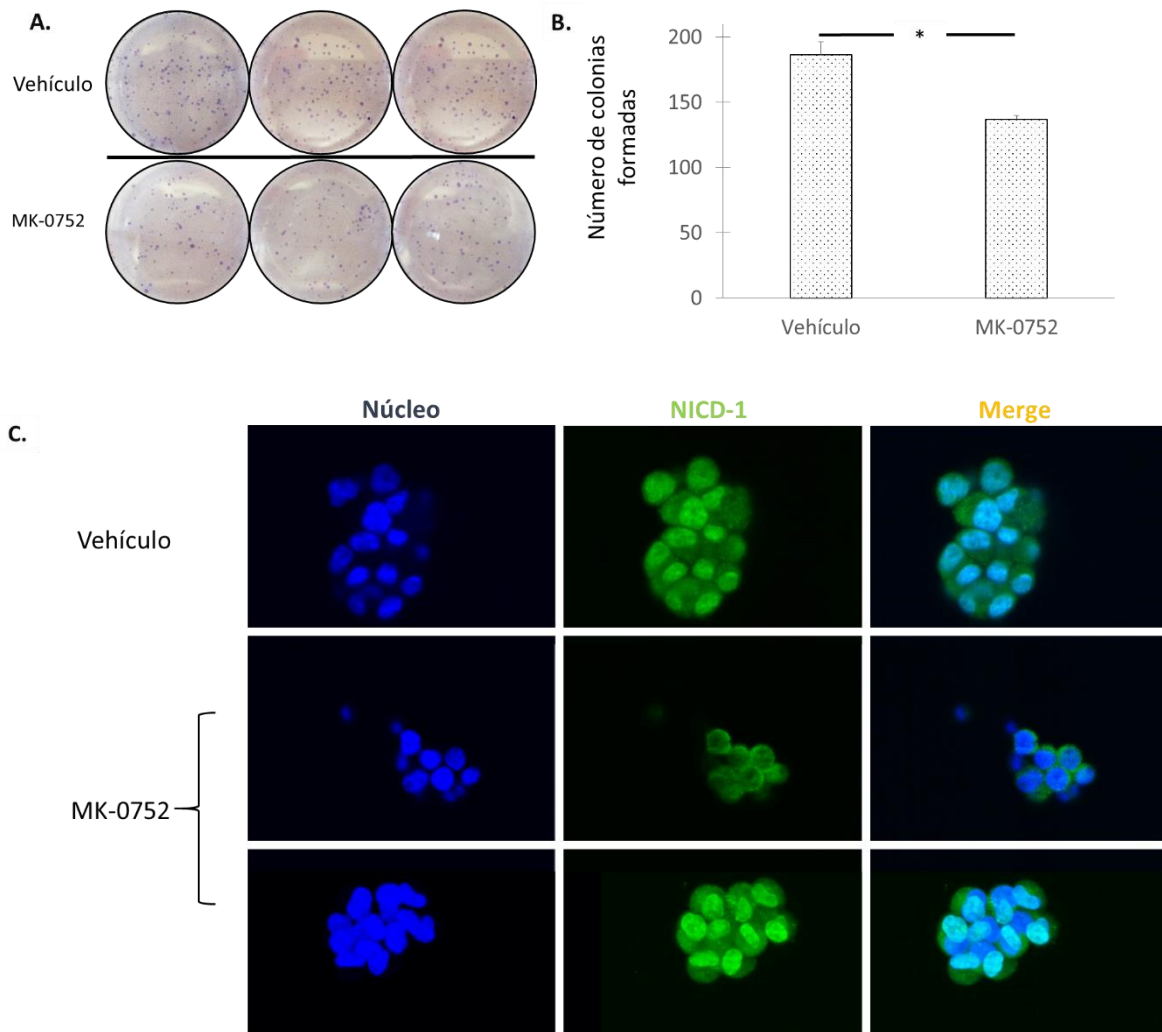 A.
Vehículo
MK-0752
B.
Número de colonias
formadas
200
150
100
50
0
*
Vehículo
MK-0752
C.
Núcleo
NICD-1
Merge
Vehículo
MK-0752